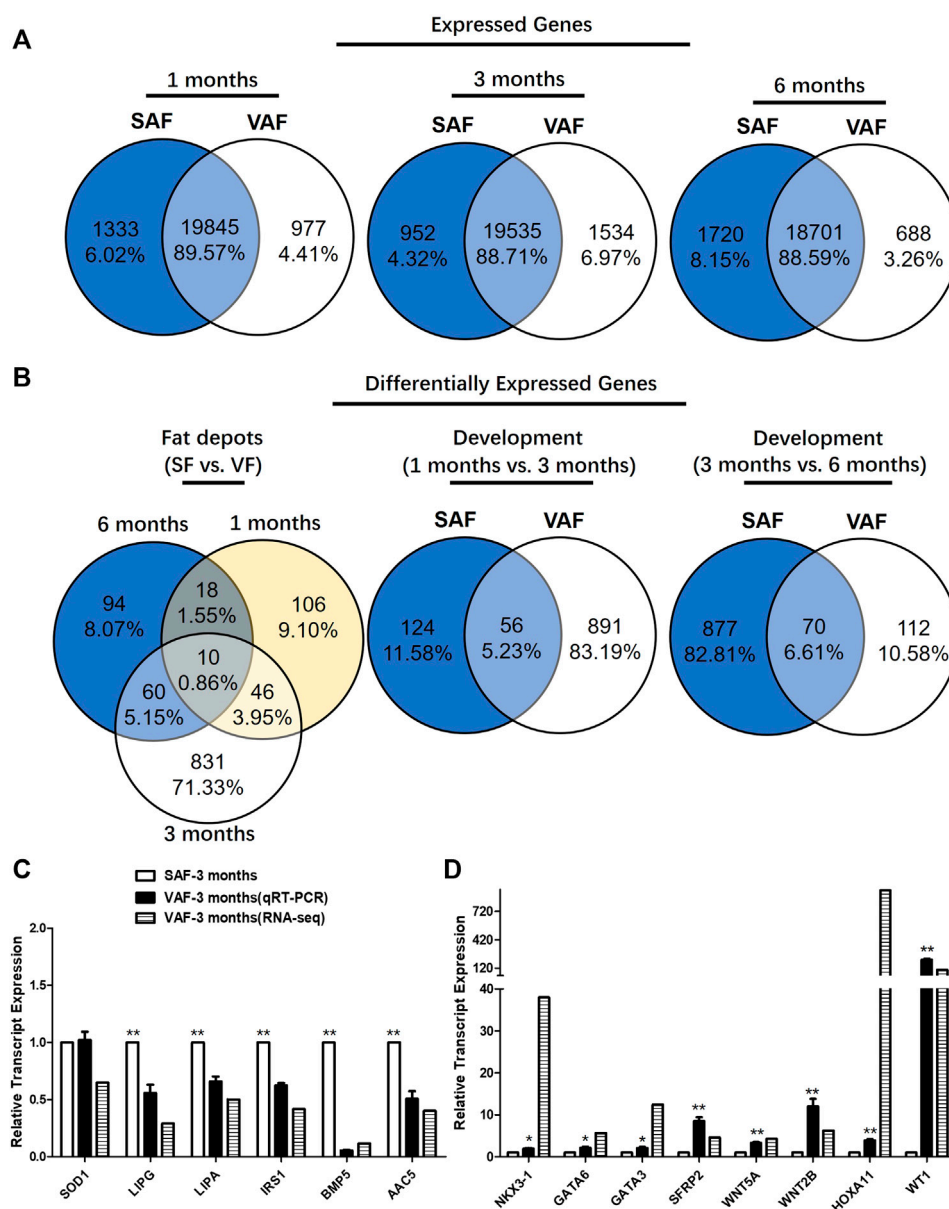 A
Expressed Genes
1 months
3 months
6 months
SAF VAF
SAF VAF
SAF VAF
1333
6.02%
19845
89.57%
977
4.41%
952
4.32%
19535
88.71%
1534
6.97%
1720
8.15%
18701
88.59%
688
3.26%
B
Differentially Expressed Genes
Fat depots
(SF vs. VF)
Development
(1 months vs. 3 months)
Development
(3 months vs. 6 months)
6 months
1 months
SAF VAF
SAF VAF
94
8.07%
18
1.55%
106
9.10%
10
0.86%
60
5.15%
46
3.95%
831
71.33%
3 months
124
11.58%
56
5.23%
891
83.19%
877
82.81%
70
6.61%
112
10.58%
C
SAF-3 months
VAF-3 months(qRT-PCR)
VAF-3 months(RNA-seq)
Relative Transcript Expression
2.0
1.5
1.0
0.5
0.0
** ** ** ** **
SOD1 LIPG LIPA IRS1 BMP5 AAC5
D
Relative Transcript Expression
720
420
120
40
30
20
10
0
* * * ** ** ** ** **
NKX3-1 GATA6 GATA3 SFRP2 WNT5A WNT2B HOXA11 WT1